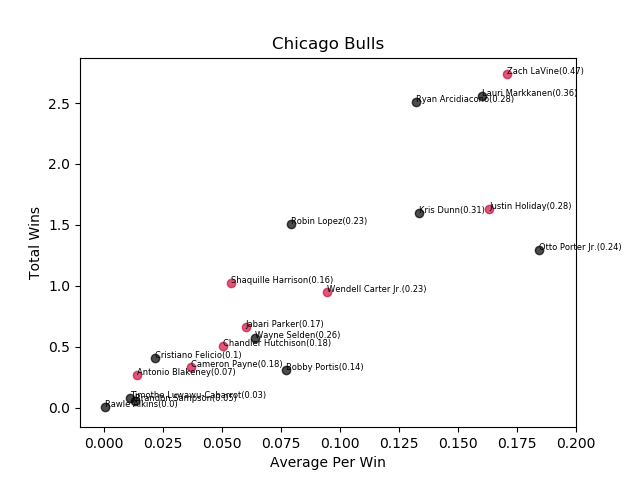 Chicago Bulls
Zach LaVine(0.47)
Lauri Markkanen(0.36)
Ryan Arcidiacono(0.28)
Justin Holiday(0.28)
Kris Dunn(0.31)
Robin Lopez(0.23)
Otto Porter Jr.(0.24)
Shaquille Harrison(0.16)
Wendell Carter Jr.(0.23)
Jabari Parker(0.17)
Wayne Selden(0.26)
Chandler Hutchison(0.18)
Cristiano Felicio(0.1)
Cameron Payne(0.18)
Bobby Portis(0.14)
Antonio Blakeney(0.07)
Timothe Luwawu-Cabarrot(0.03)
Brandon Sampson(0.05)
Rawle Alkins(0.0)
2.5
2.0
1.5
1.0
0.5
0.0
Total Wins
0.000 0.025 0.050 0.075 0.100 0.125 0.150 0.175 0.200
Average Per Win